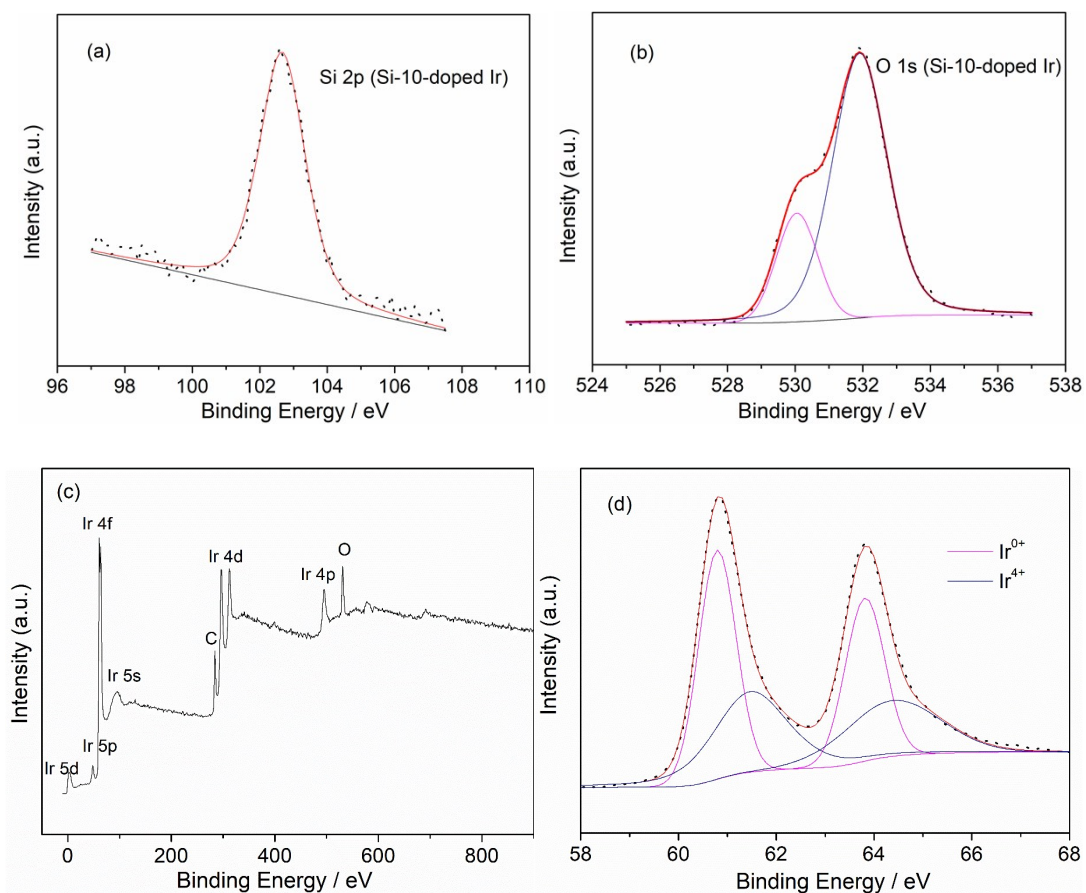 (a)
Si 2p (Si-10-doped Ir)
Intensity (a.u.)
96 98 100 102 104 106 108 110
Binding Energy / eV
(b)
O 1s (Si-10-doped Ir)
Intensity (a.u.)
524 526 528 530 532 534 536 538
Binding Energy / eV
(c)
Ir 4f
Ir 4d
O
Ir 4p
C
Ir 5s
Ir 5p
Ir 5d
Intensity (a.u.)
0 200 400 600 800
Binding Energy / eV
(d)
Ir⁰⁺
Ir⁴⁺
Intensity (a.u.)
58 60 62 64 66 68
Binding Energy / eV